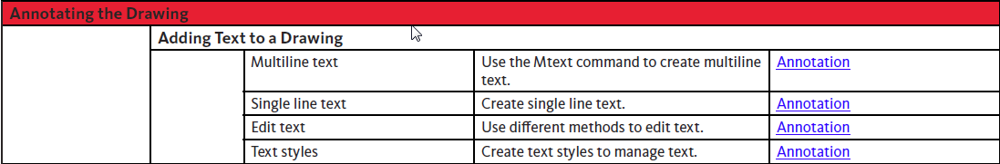 Annotating the Drawing
Adding Text to a Drawing
Multiline text Use the Mtext command to create multiline Annotation
text.
Single line text Create single line text. Annotation
Edit text Use different methods to edit text. Annotation
Text styles Create text styles to manage text. Annotation